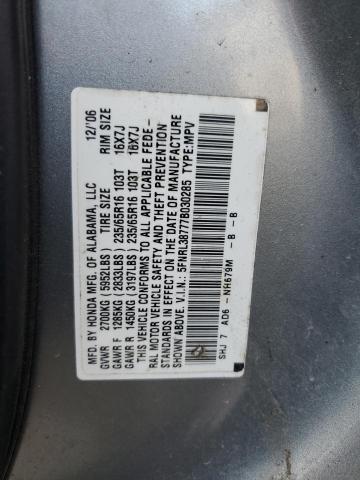 MFD. BY HONDA MFG. OF ALABAMA, LLC 12/'06
GVWR 2700KG (5952LBS) TIRE SIZE RIM SIZE
GAWR F 1285KG (2833LBS) 235/65R16 103T 16X7J
GAWR R 1450KG (3197LBS) 235/65R16 103T 16X7J
THIS VEHICLE CONFORMS TO ALL APPLICABLE FEDE-
RAL MOTOR VEHICLE SAFETY AND THEFT PREVENTION
STANDARDS IN EFFECT ON THE DATE OF MANUFACTURE
SHOWN ABOVE. V.I.N.: 5FNRL38777B030285 TYPE:MPV
SHJ 7 AD6 -NH679M -B -B